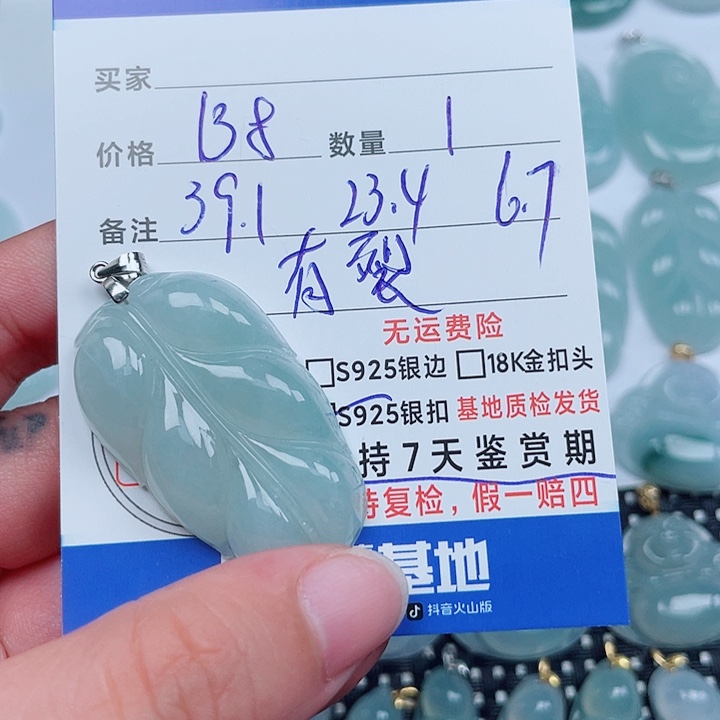 买家
价格 138 数量 1
备注 39.1 23.4 6.7
有裂
无运费险
S925银边 18K金扣头
S925银扣 基地质检发货
持7天鉴赏期
持复检，假一赔四
基地
抖音火山版